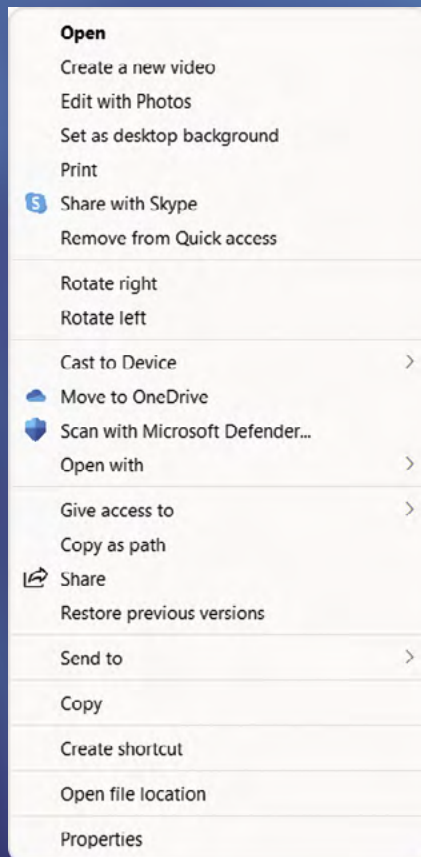 Open
Create a new video
Edit with Photos
Set as desktop background
Print
Share with Skype
Remove from Quick access
Rotate right
Rotate left
Cast to Device
Move to OneDrive
Scan with Microsoft Defender...
Open with
Give access to
Copy as path
Share
Restore previous versions
Send to
Copy
Create shortcut
Open file location
Properties